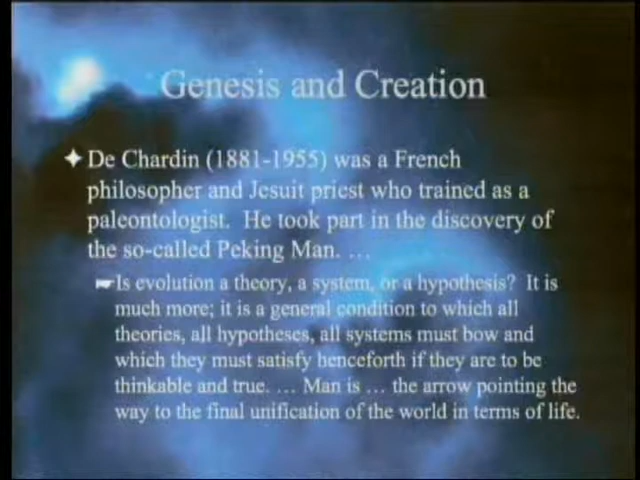 Genesis and Creation
De Chardin (1881-1955) was a French
philosopher and Jesuit priest who trained as a
paleontologist. He took part in the discovery of
the so-called Peking Man. …
Is evolution a theory, a system, or a hypothesis? It is
much more; it is a general condition to which all
theories, all hypotheses, all systems must bow and
which they must satisfy henceforth if they are to be
thinkable and true. … Man is … the arrow pointing the
way to the final unification of the world in terms of life.